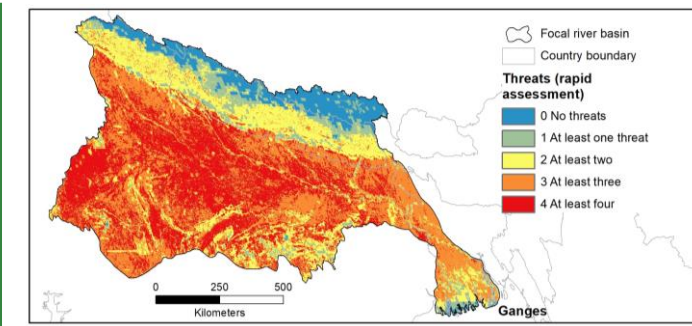 Focal river basin
Country boundary
Threats (rapid
assessment)
0 No threats
1 At least one threat
2 At least two
3 At least three
4 At least four
0 250 500
Kilometers
Ganges